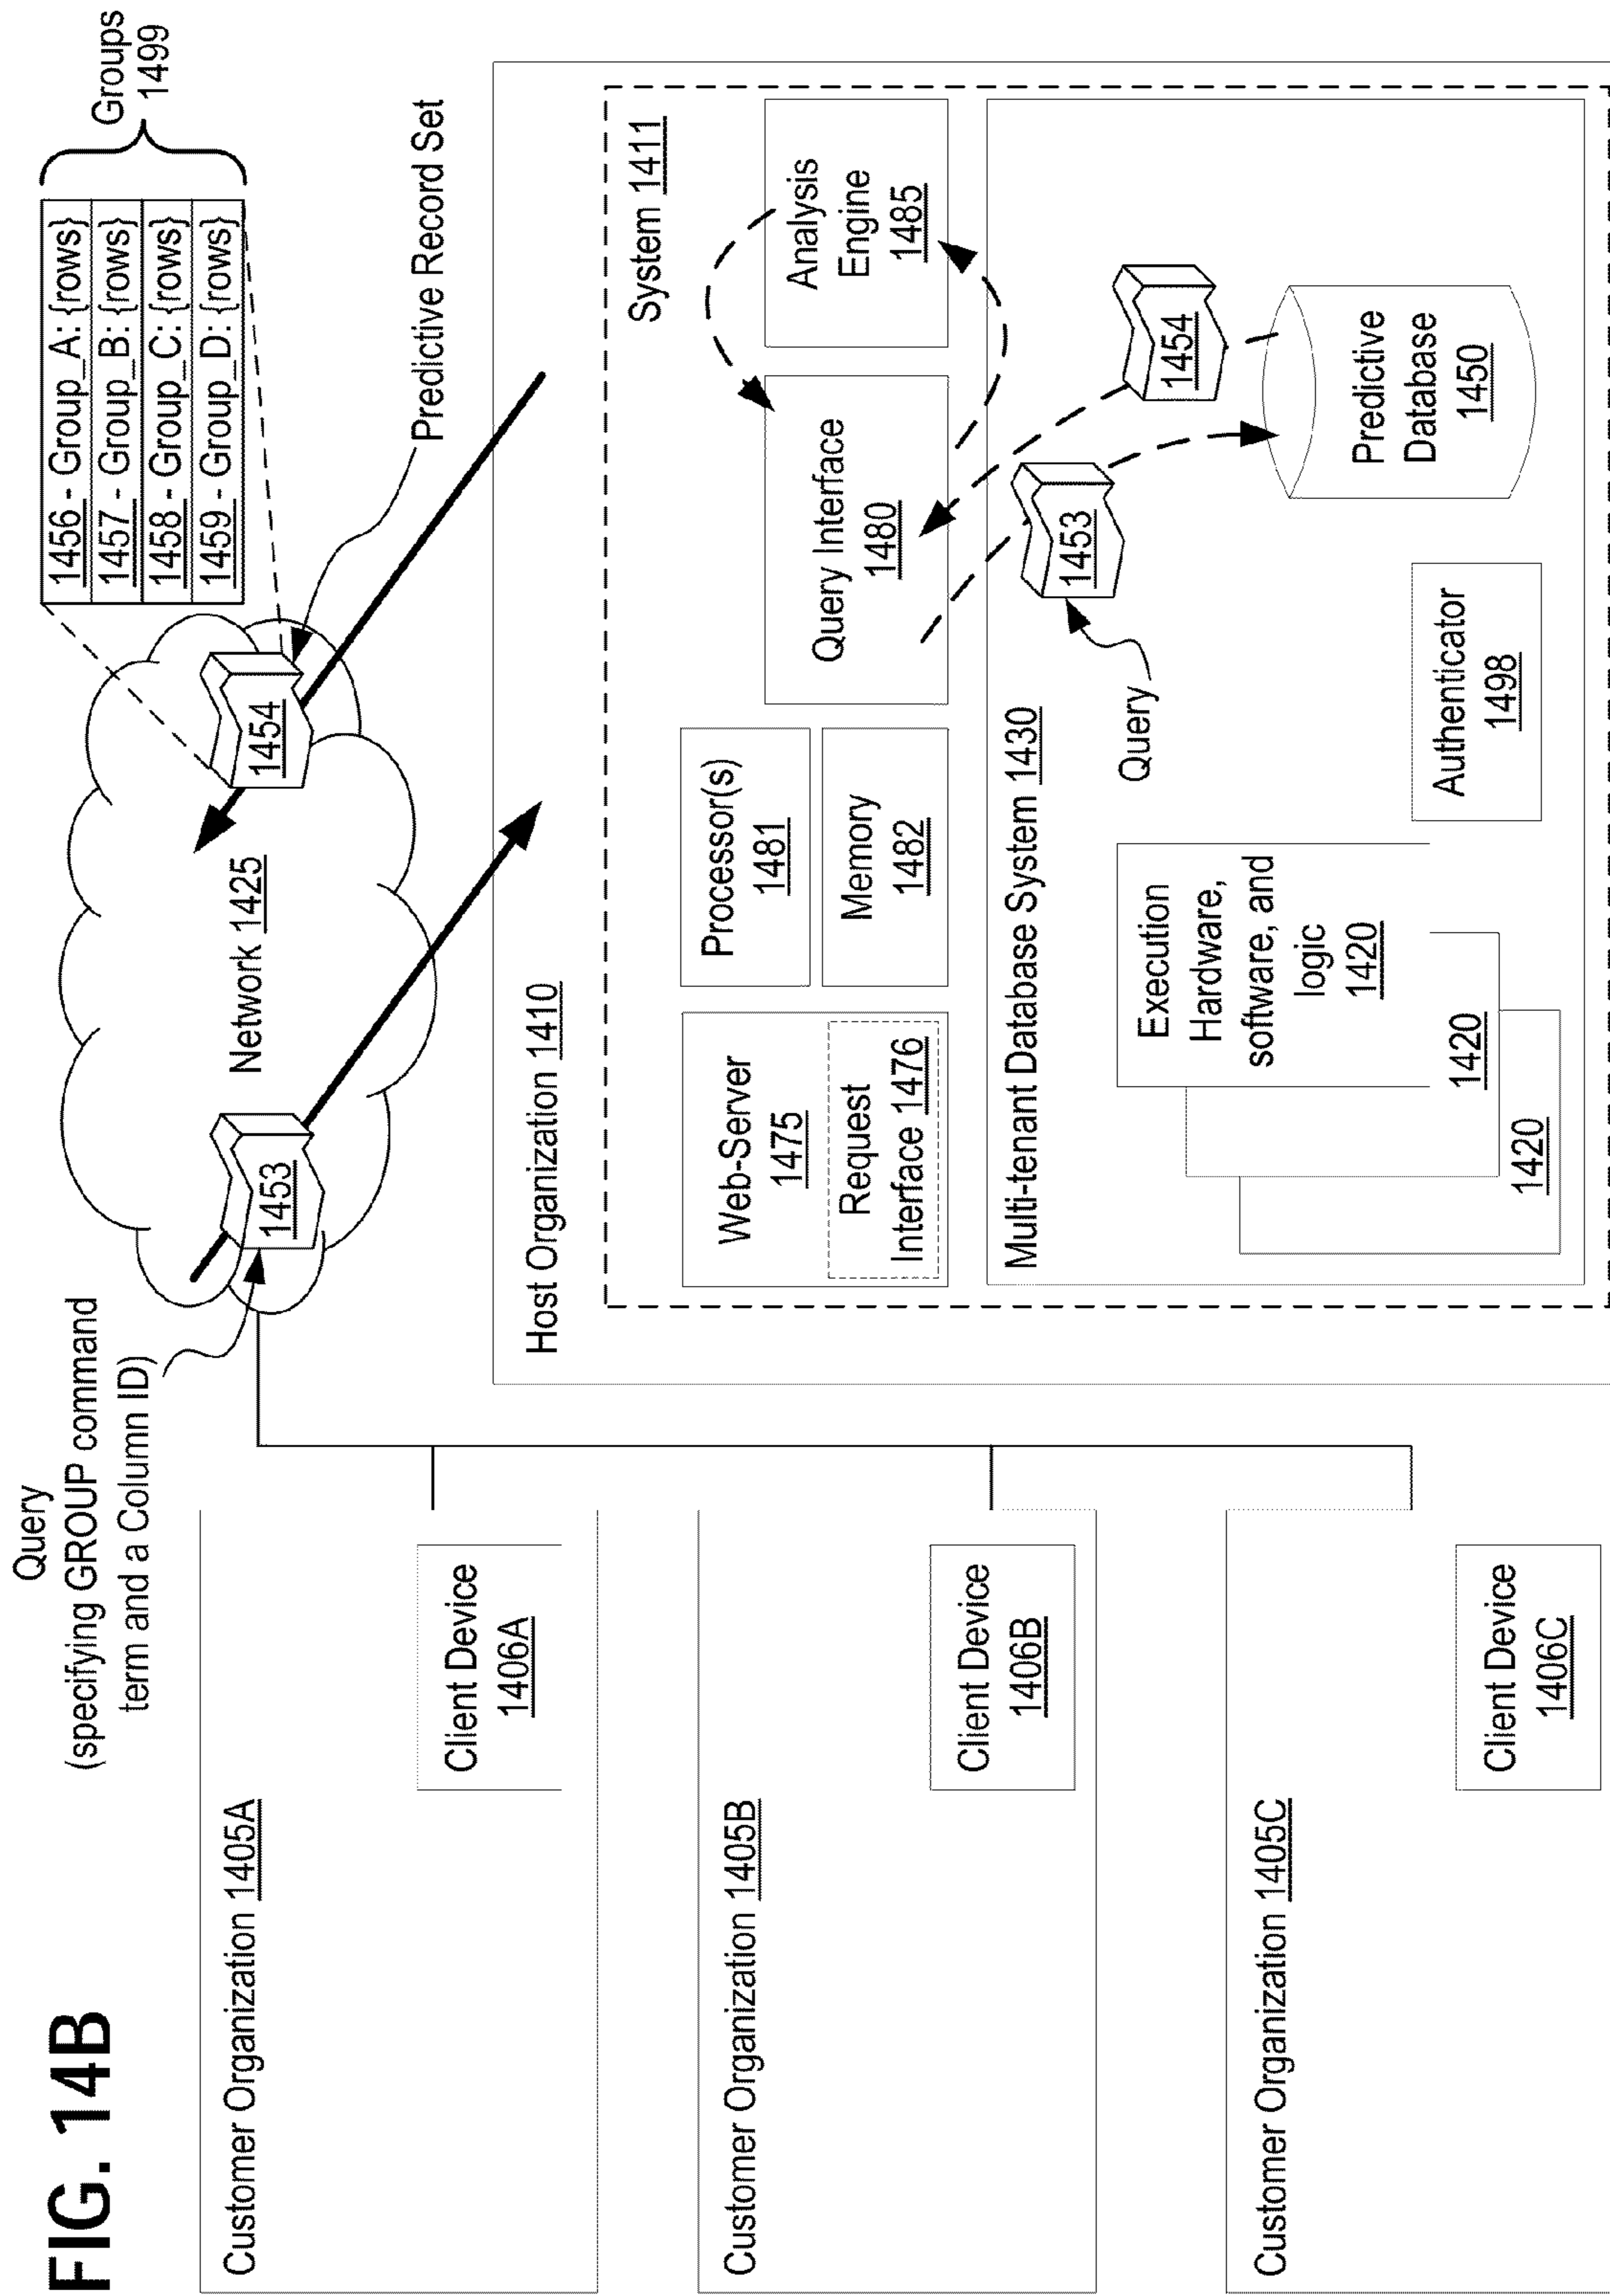 FIG. 14B
Query
(specifying GROUP command
term and a Column ID)
1456 - Group_A: {rows}
1457 - Group_B: {rows}
1458 - Group_C: {rows}
1459 - Group_D: {rows}
Groups
1499
Predictive Record Set
1453
1454
Network 1425
Customer Organization 1405A
Client Device
1406A
Customer Organization 1405B
Client Device
1406B
Customer Organization 1405C
Client Device
1406C
Host Organization 1410
System 1411
Web-Server
1475
Request
Interface 1476
Processor(s)
1481
Memory
1482
Query Interface
1480
Analysis
Engine
1485
Multi-tenant Database System 1430
Query
1453
1454
Execution
Hardware,
software, and
logic
1420
1420
1420
Authenticator
1498
Predictive
Database
1450